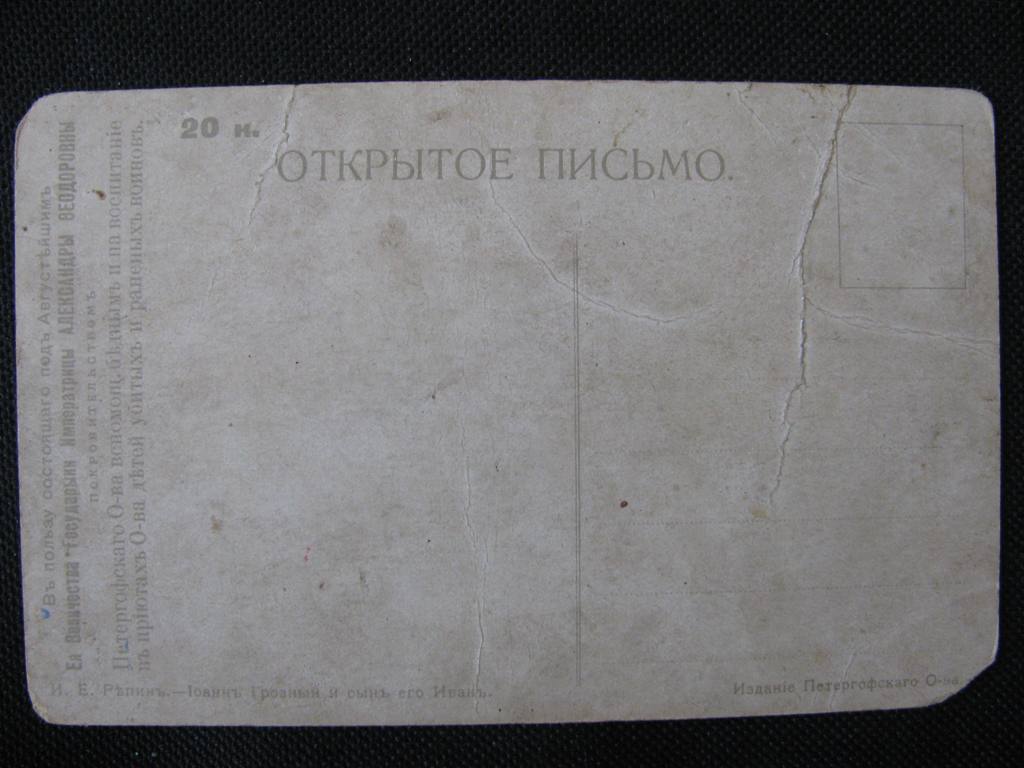 20 к.
ОТКРЫТОЕ ПИСЬМО.
Въ пользу состоящаго подъ Августѣйшимъ
Ея Величества Государыни Императрицы АЛЕКСАНДРЫ ѲЕОДОРОВНЫ
покровительствомъ
Петергофскаго О-ва вспомощ. бѣднымъ и на воспитаніе
въ пріютахъ О-ва дѣтей убитыхъ и раненыхъ воиновъ.
И. Е. Рѣпинъ.—Іоаннъ Грозный и сынъ его Иванъ.
Изданіе Петергофскаго О-ва